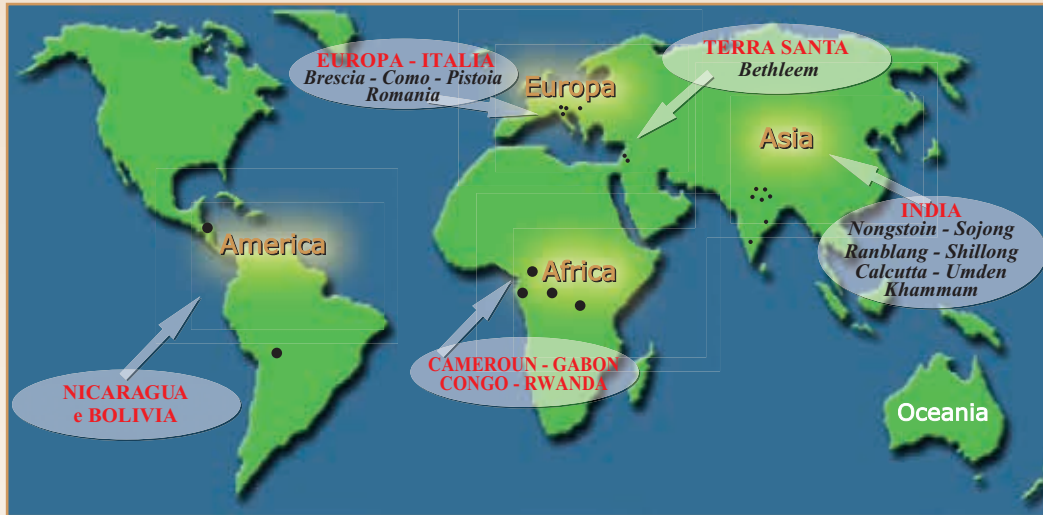 EUROPA - ITALIA
Brescia - Como - Pistoia
Romania
TERRA SANTA
Bethleem
Europa
Asia
INDIA
Nongstoin - Sojong
Ranblang - Shillong
Calcutta - Umden
Khammam
America
Africa
CAMEROUN - GABON
CONGO - RWANDA
NICARAGUA
e BOLIVIA
Oceania